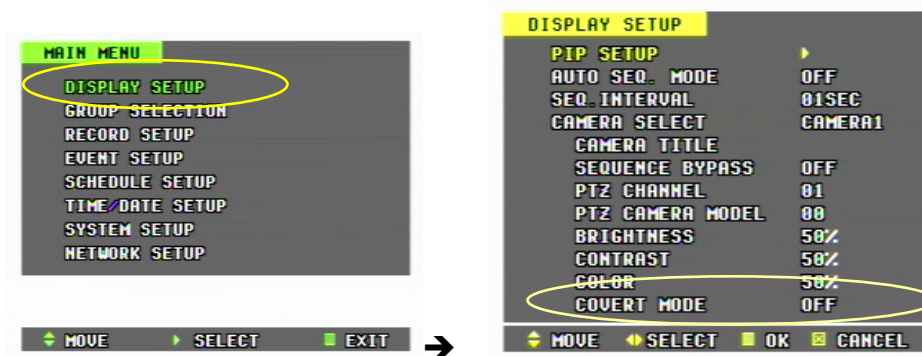 MAIN MENU
DISPLAY SETUP
GROUP SELECTION
RECORD SETUP
EVENT SETUP
SCHEDULE SETUP
TIME/DATE SETUP
SYSTEM SETUP
NETWORK SETUP
MOVE SELECT EXIT
DISPLAY SETUP
PIP SETUP
AUTO SEQ. MODE OFF
SEQ.INTERVAL 01SEC
CAMERA SELECT CAMERA1
CAMERA TITLE
SEQUENCE BYPASS OFF
PTZ CHANNEL 01
PTZ CAMERA MODEL 00
BRIGHTNESS 50%
CONTRAST 50%
COLOR 50%
COVERT MODE OFF
MOVE SELECT OK CANCEL